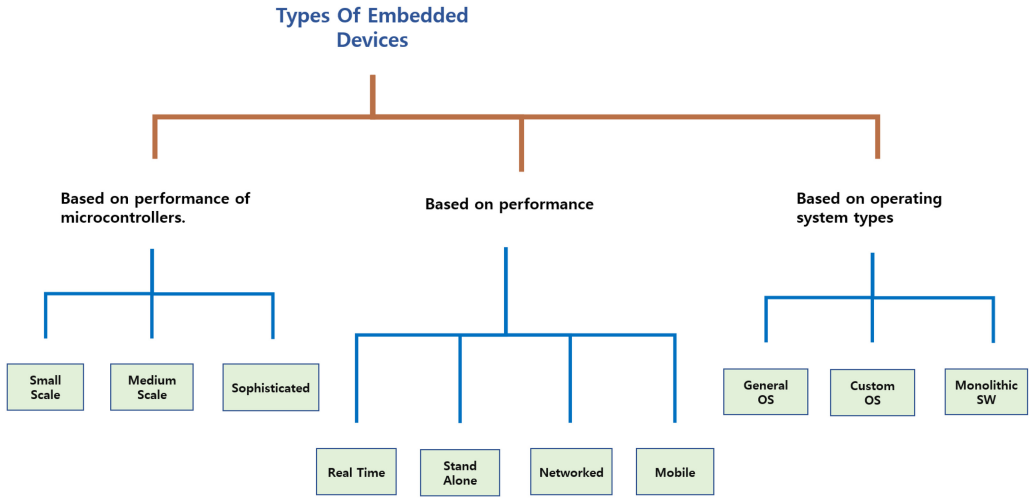 Types Of Embedded
Devices
Based on performance of
microcontrollers.
Based on performance
Based on operating
system types
Small
Scale
Medium
Scale
Sophisticated
General
OS
Custom
OS
Monolithic
SW
Real Time
Stand
Alone
Networked
Mobile